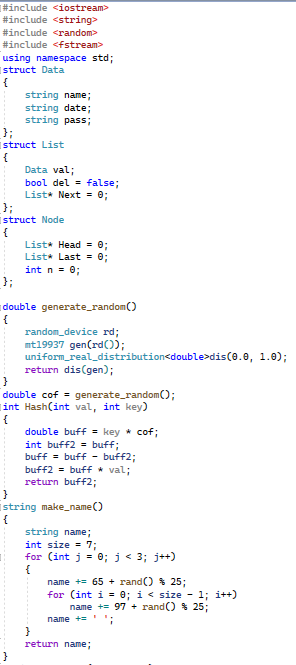 #include <iostream>
#include <string>
#include <random>
#include <fstream>
using namespace std;
struct Data
{
    string name;
    string date;
    string pass;
};
struct List
{
    Data val;
    bool del = false;
    List* Next = 0;
};
struct Node
{
    List* Head = 0;
    List* Last = 0;
    int n = 0;
};

double generate_random()
{
    random_device rd;
    mt19937 gen(rd());
    uniform_real_distribution<double>dis(0.0, 1.0);
    return dis(gen);
}
double cof = generate_random();
int Hash(int val, int key)
{
    double buff = key * cof;
    int buff2 = buff;
    buff = buff - buff2;
    buff2 = buff * val;
    return buff2;
}
string make_name()
{
    string name;
    int size = 7;
    for (int j = 0; j < 3; j++)
    {
        name += 65 + rand() % 25;
        for (int i = 0; i < size - 1; i++)
            name += 97 + rand() % 25;
        name += ' ';
    }
    return name;
}